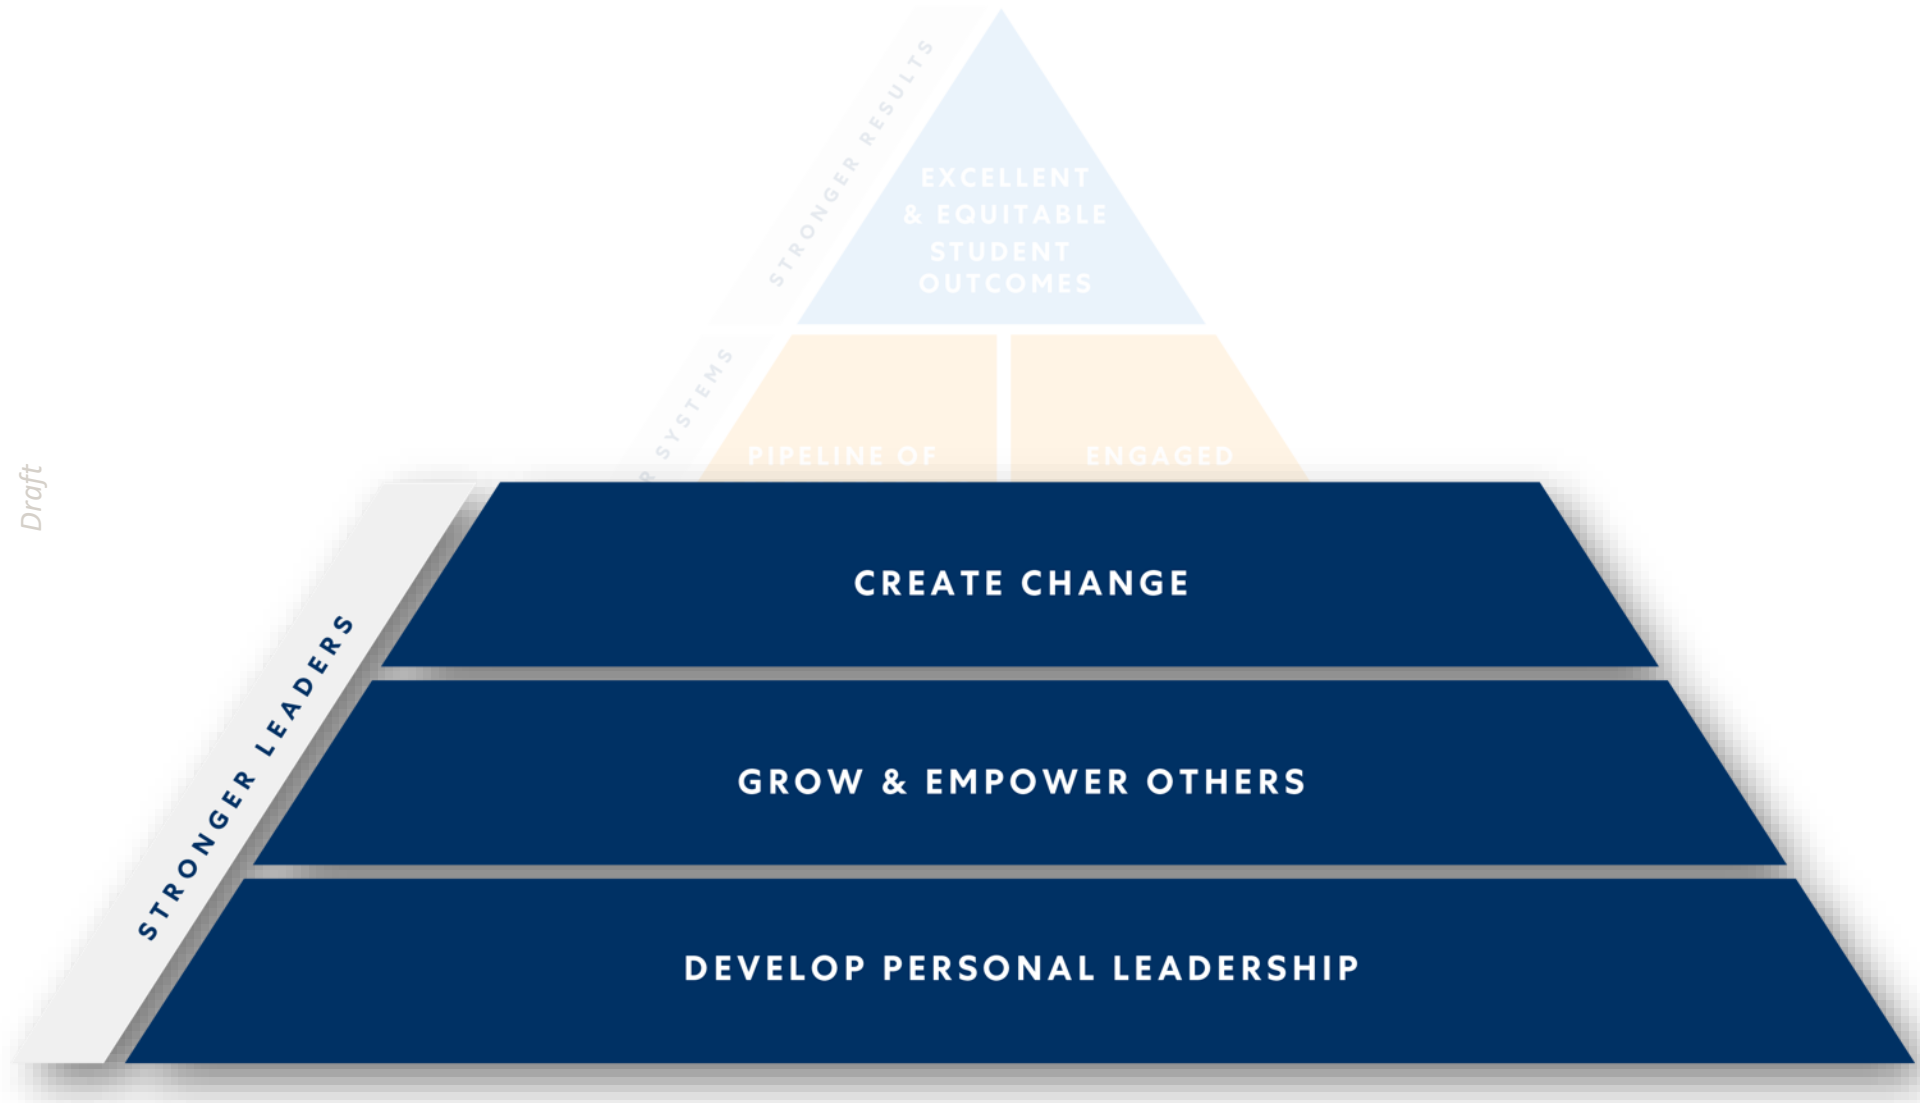 STRONGER RESULTS
EXCELLENT
& EQUITABLE
STUDENT
OUTCOMES
R SYSTEMS
PIPELINE OF
ENGAGED
Draft
STRONGER LEADERS
CREATE CHANGE
GROW & EMPOWER OTHERS
DEVELOP PERSONAL LEADERSHIP